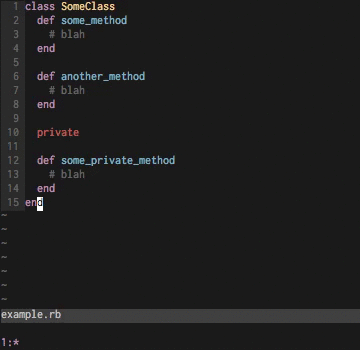 1 class SomeClass
2   def some_method
3     # blah
4   end
5
6   def another_method
7     # blah
8   end
9
10   private
11
12   def some_private_method
13     # blah
14   end
15 end
~
~
~
~
~
~
~
example.rb
1:*